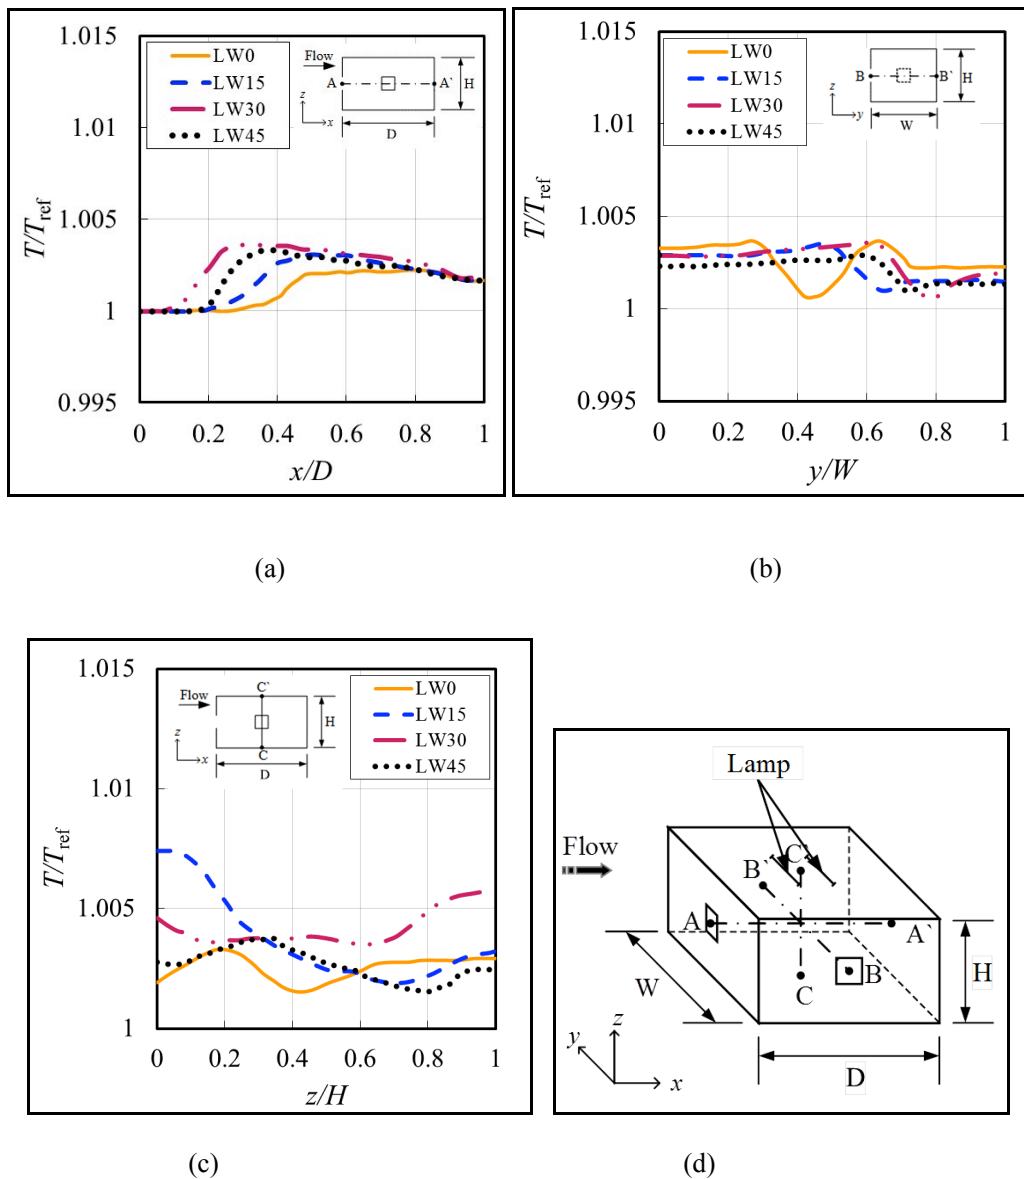 1.015
1.01
1.005
1
0.995
T/Tref
LW0
LW15
LW30
LW45
Flow
A
A`
H
z
x
D
0 0.2 0.4 0.6 0.8 1
x/D
(a)
1.015
1.01
1.005
1
0.995
T/Tref
LW0
LW15
LW30
LW45
B
B`
H
z
y
W
0 0.2 0.4 0.6 0.8 1
y/W
(b)
1.015
1.01
1.005
1
T/Tref
C`
Flow
H
z
x
C
D
LW0
LW15
LW30
LW45
0 0.2 0.4 0.6 0.8 1
z/H
(c)
Lamp
Flow
B`
C`
A
A`
B
C
W
H
D
y
z
x
(d)